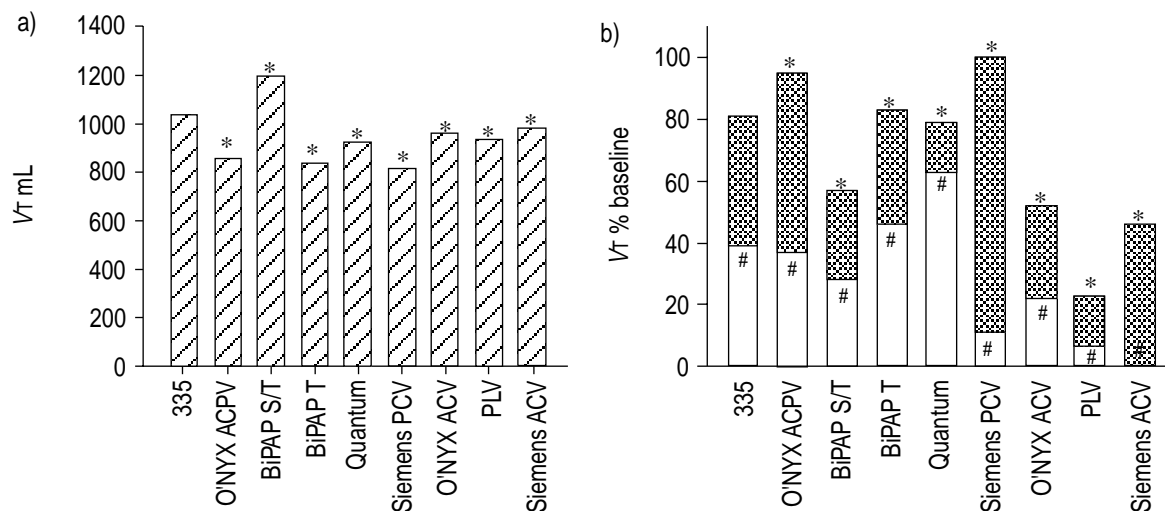 a)
1400
1200
1000
800
600
400
200
0
VT mL
*
*
*
*
*
*
*
*
335
O'NYX ACPV
BiPAP S/T
BiPAP T
Quantum
Siemens PCV
O'NYX ACV
PLV
Siemens ACV
b)
100
80
60
40
20
0
VT % baseline
*
*
*
*
*
*
*
*
#
#
#
#
#
#
#
#
#
335
O'NYX ACPV
BiPAP S/T
BiPAP T
Quantum
Siemens PCV
O'NYX ACV
PLV
Siemens ACV